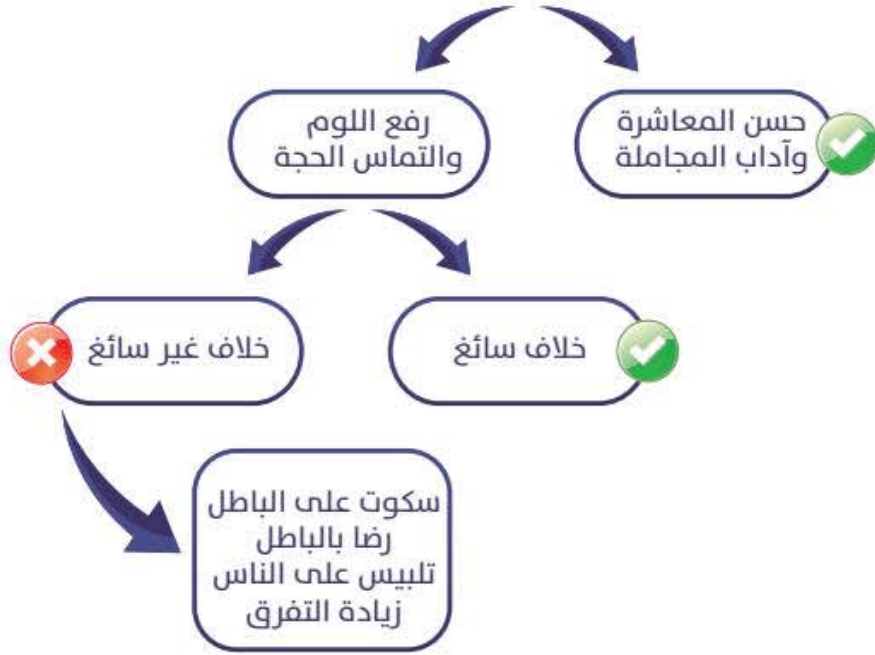 حسن المعاشرة
وآداب المجاملة
رفع اللوم
والتماس الحجة
خلاف سائغ
خلاف غير سائغ
سكوت على الباطل
رضا بالباطل
تلبيس على الناس
زيادة التفرق